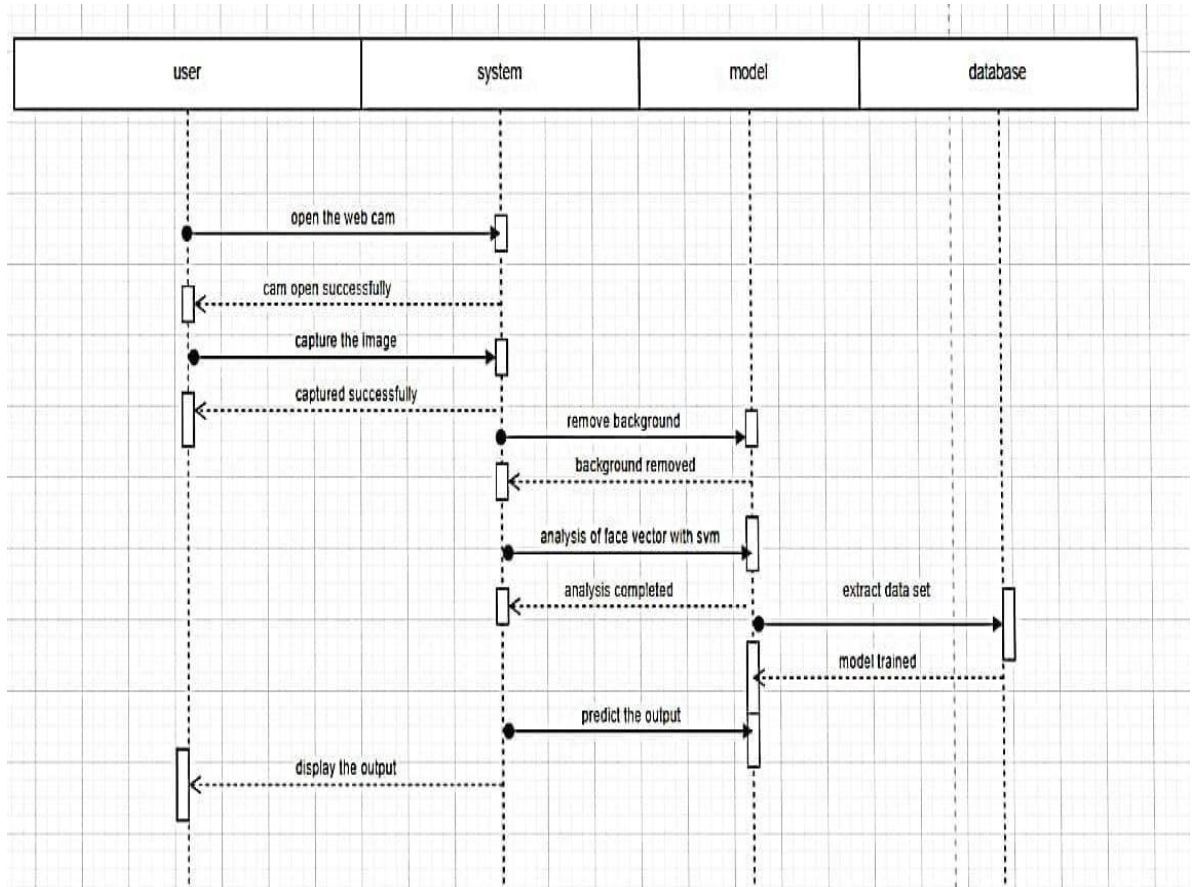 user
system
model
database
open the web cam
cam open successfully
capture the image
captured successfully
remove background
background removed
analysis of face vector with svm
analysis completed
extract data set
model trained
predict the output
display the output